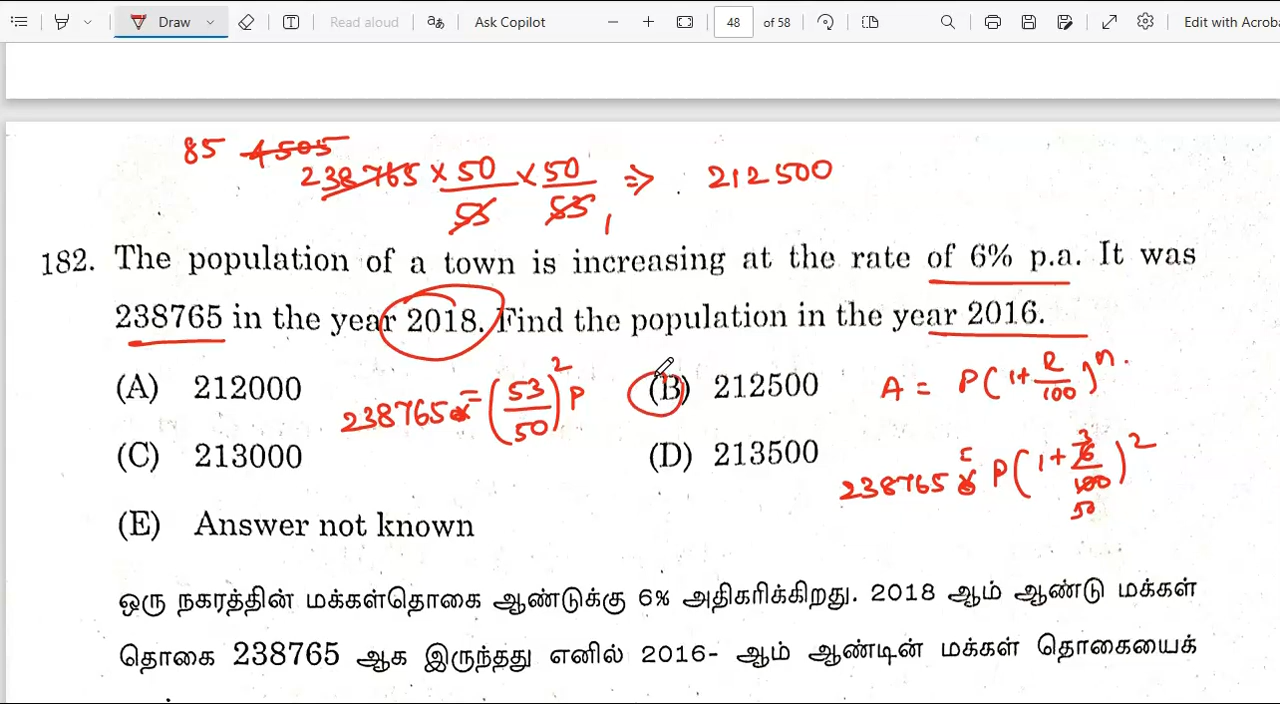 Draw
Read aloud
Ask Copilot
48 of 58
Edit with Acroba
85 4505
238765 × 50/53 × 50/53 1 ⇒ 212500
182. The population of a town is increasing at the rate of 6% p.a. It was
238765 in the year 2018. Find the population in the year 2016.
(A) 212000
(B) 212500
(C) 213000
(D) 213500
(E) Answer not known
238765 = (53/50)² P
A = P(1+R/100)ⁿ.
238765 = P(1+6/100)²
3
50
ஒரு நகரத்தின் மக்கள்தொகை ஆண்டுக்கு 6% அதிகரிக்கிறது. 2018 ஆம் ஆண்டு மக்கள்
தொகை 238765 ஆக இருந்தது எனில் 2016- ஆம் ஆண்டின் மக்கள் தொகையைக்